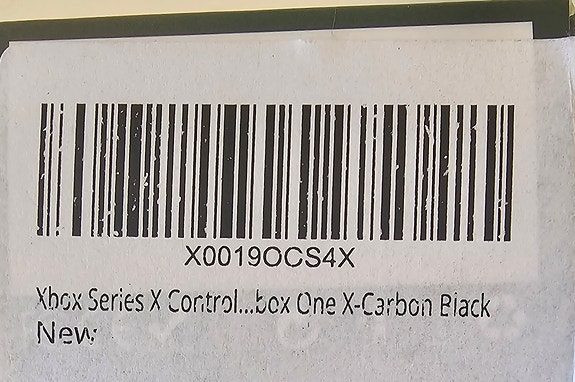 X0019OCS4X
Xbox Series X Control...box One X-Carbon Black
New